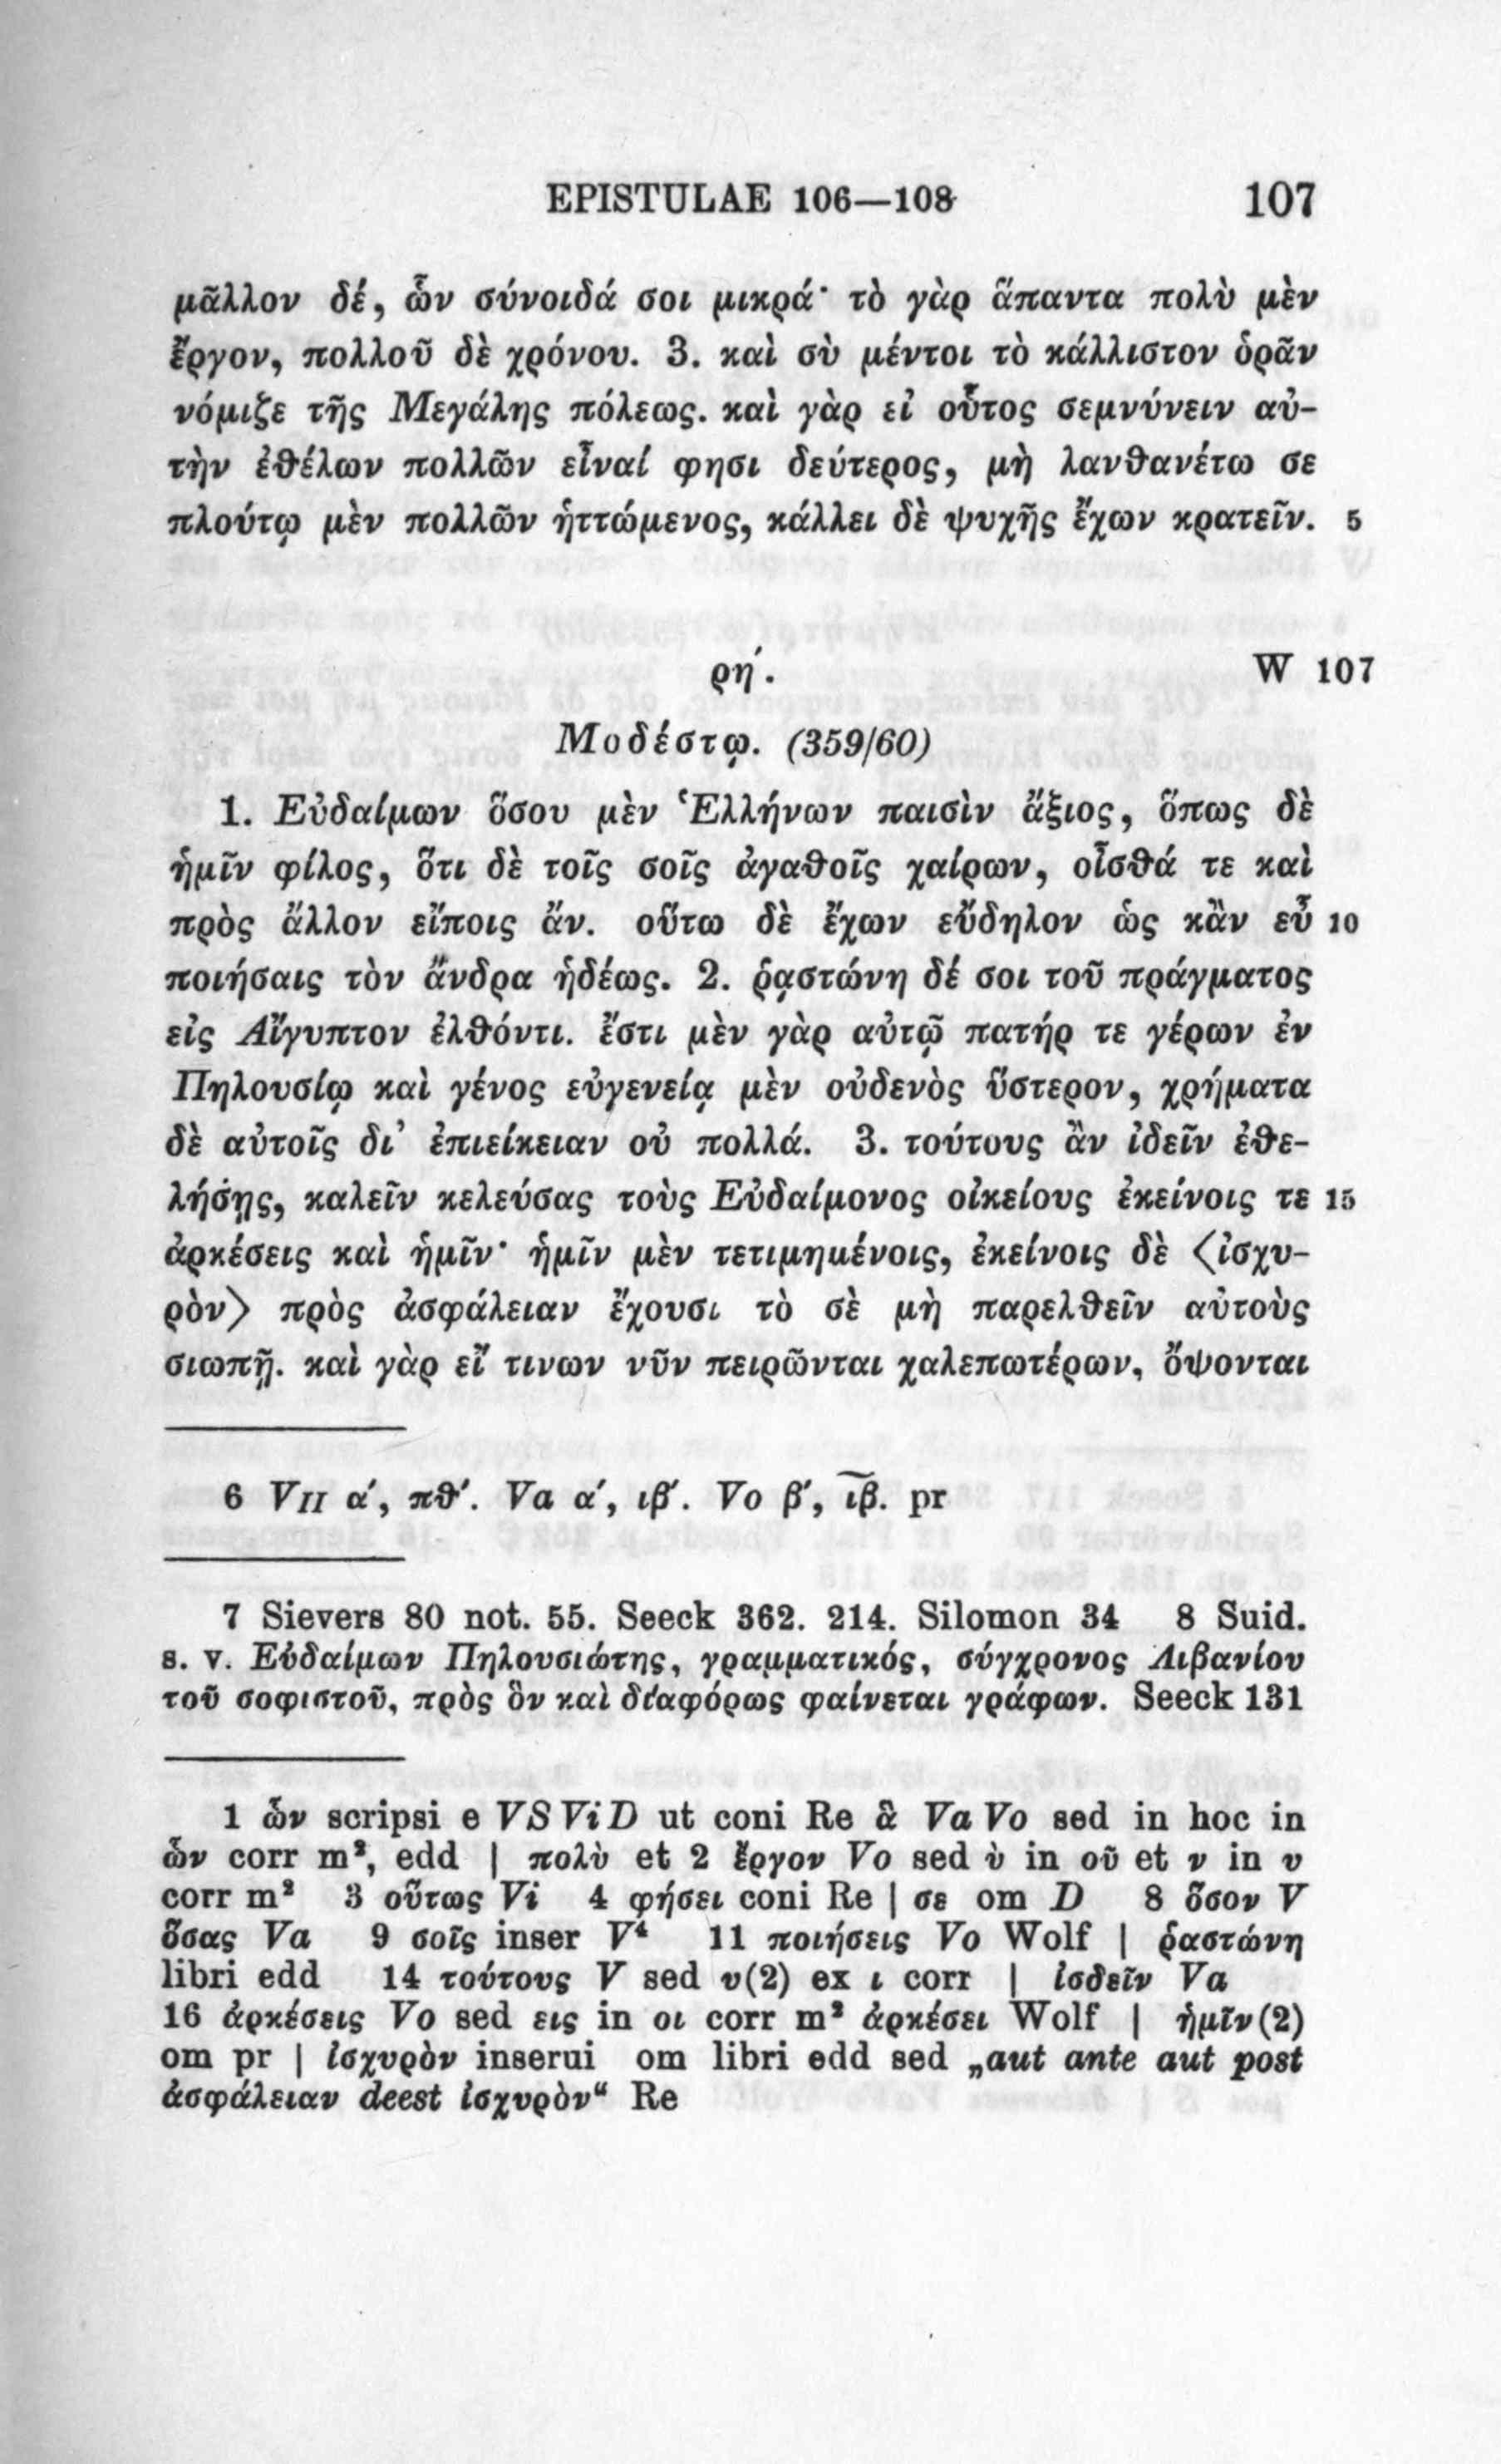 EPISTULAE 106—108 107
μᾶλλον δέ, ὧν σύνοιδά σοι μικρά· τὸ γὰρ ἅπαντα πολὺ μὲν
ἔργον, πολλοῦ δὲ χρόνου. 3. καὶ σὺ μέντοι τὸ κάλλιστον ὁρᾶν
νόμιζε τῆς Μεγάλης πόλεως. καὶ γὰρ εἰ οὗτος σεμνύνειν αὐ-
τὴν ἐθέλων πολλῶν εἶναί φησι δεύτερος, μὴ λανθανέτω σε
πλούτῳ μὲν πολλῶν ἡττώμενος, κάλλει δὲ ψυχῆς ἔχων κρατεῖν. 5
ρη΄. W 107
Μοδέστῳ. (359/60)
1. Εὐδαίμων ὅσου μὲν Ἑλλήνων παισὶν ἄξιος, ὅπως δὲ
ἡμῖν φίλος, ὅτι δὲ τοῖς σοῖς ἀγαθοῖς χαίρων, οἶσθά τε καὶ
πρὸς ἄλλον εἴποις ἄν. οὕτω δὲ ἔχων εὔδηλον ὡς κἂν εὖ 10
ποιήσαις τὸν ἄνδρα ἡδέως. 2. ῥᾳστώνη δέ σοι τοῦ πράγματος
εἰς Αἴγυπτον ἐλθόντι. ἔστι μὲν γὰρ αὐτῷ πατήρ τε γέρων ἐν
Πηλουσίῳ καὶ γένος εὐγενείᾳ μὲν οὐδενὸς ὕστερον, χρήματα
δὲ αὐτοῖς δι᾽ ἐπιείκειαν οὐ πολλά. 3. τούτους ἂν ἰδεῖν ἐθε-
λήσῃς, καλεῖν κελεύσας τοὺς Εὐδαίμονος οἰκείους ἐκείνοις τε 15
ἀρκέσεις καὶ ἡμῖν· ἡμῖν μὲν τετιμημένοις, ἐκείνοις δὲ ⟨ἰσχυ-
ρὸν⟩ πρὸς ἀσφάλειαν ἔχουσι τὸ σὲ μὴ παρελθεῖν αὐτοὺς
σιωπῇ. καὶ γὰρ εἴ τινων νῦν πειρῶνται χαλεπωτέρων, ὄψονται
6 VII α΄, πθ΄. Va α΄, ιβ΄. Vo β΄, ιβ. pr
7 Sievers 80 not. 55. Seeck 362. 214. Silomon 34 8 Suid.
s. v. Εὐδαίμων Πηλουσιώτης, γραμματικός, σύγχρονος Λιβανίου
τοῦ σοφιστοῦ, πρὸς ὃν καὶ διαφόρως φαίνεται γράφων. Seeck 131
1 ὧν scripsi e VS Vi D ut coni Re ἃ Va Vo sed in hoc in
ὧν corr m², edd | πολὺ et 2 ἔργον Vo sed ὺ in οῦ et ν in υ
corr m² 3 οὕτως Vi 4 φήσει coni Re | σε om D 8 ὅσον V
ὅσας Va 9 σοῖς inser V⁴ 11 ποιήσεις Vo Wolf | ῥαστώνη
libri edd 14 τούτους V sed υ(2) ex ι corr | ἰσδεῖν Va
16 ἀρκέσεις Vo sed εις in οι corr m² ἀρκέσει Wolf | ἡμῖν(2)
om pr | ἰσχυρὸν inserui om libri edd sed „aut ante aut post
ἀσφάλειαν deest ἰσχυρὸν“ Re